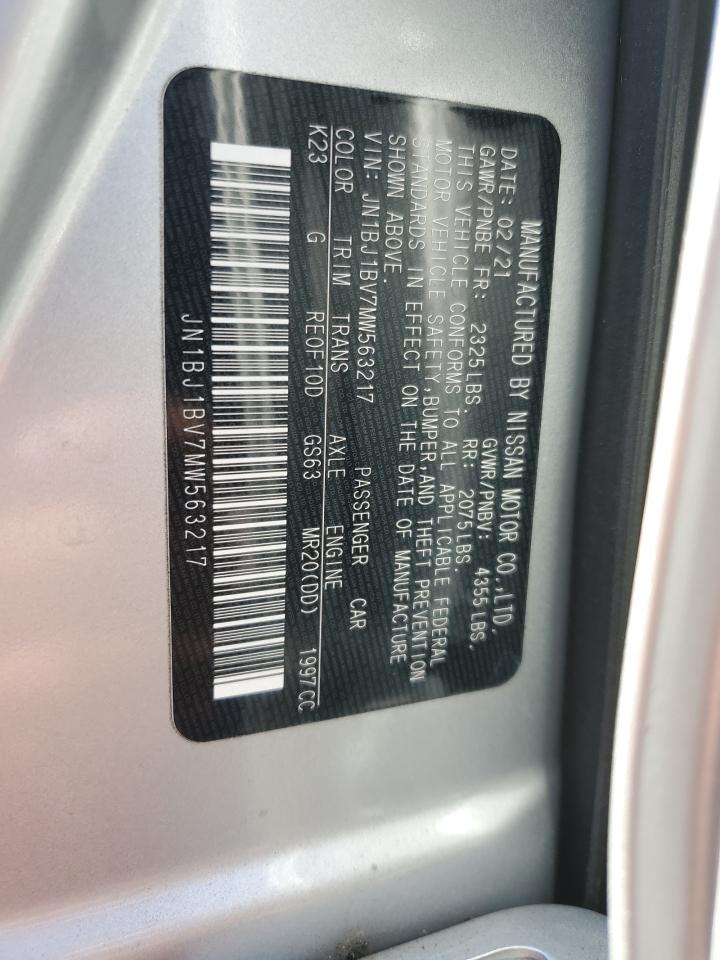 MANUFACTURED BY NISSAN MOTOR CO.,LTD.
DATE: 02/21 GVWR/PNBV: 4355LBS.
GAWR/PNBE FR: 2325LBS. RR: 2075LBS.
THIS VEHICLE CONFORMS TO ALL APPLICABLE FEDERAL
MOTOR VEHICLE SAFETY,BUMPER,AND THEFT PREVENTION
STANDARDS IN EFFECT ON THE DATE OF MANUFACTURE
SHOWN ABOVE.
VIN: JN1BJ1BV7MW563217 PASSENGER CAR
COLOR TRIM TRANS AXLE ENGINE
K23 G REOF10D GS63 MR20(DD) 1997CC
JN1BJ1BV7MW563217